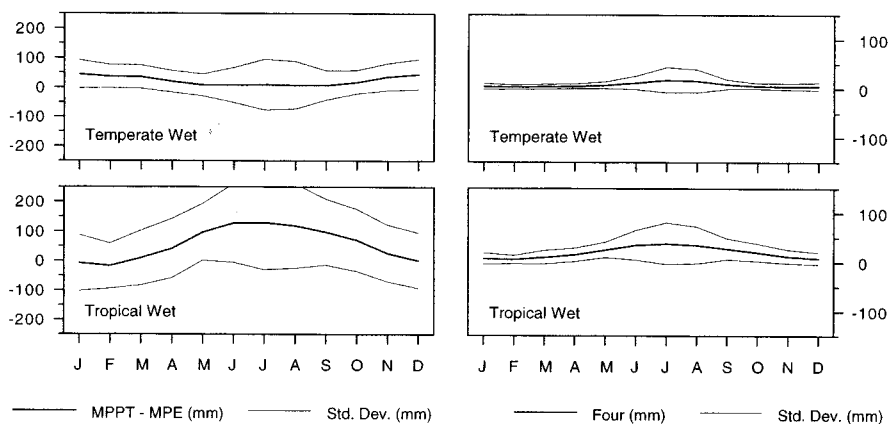 200
100
0
-100
-200
Temperate Wet
100
0
-100
Temperate Wet
200
100
0
-100
-200
Tropical Wet
100
0
-100
Tropical Wet
J F M A M J J A S O N D
J F M A M J J A S O N D
MPPT - MPE (mm) Std. Dev. (mm)
Four (mm) Std. Dev. (mm)